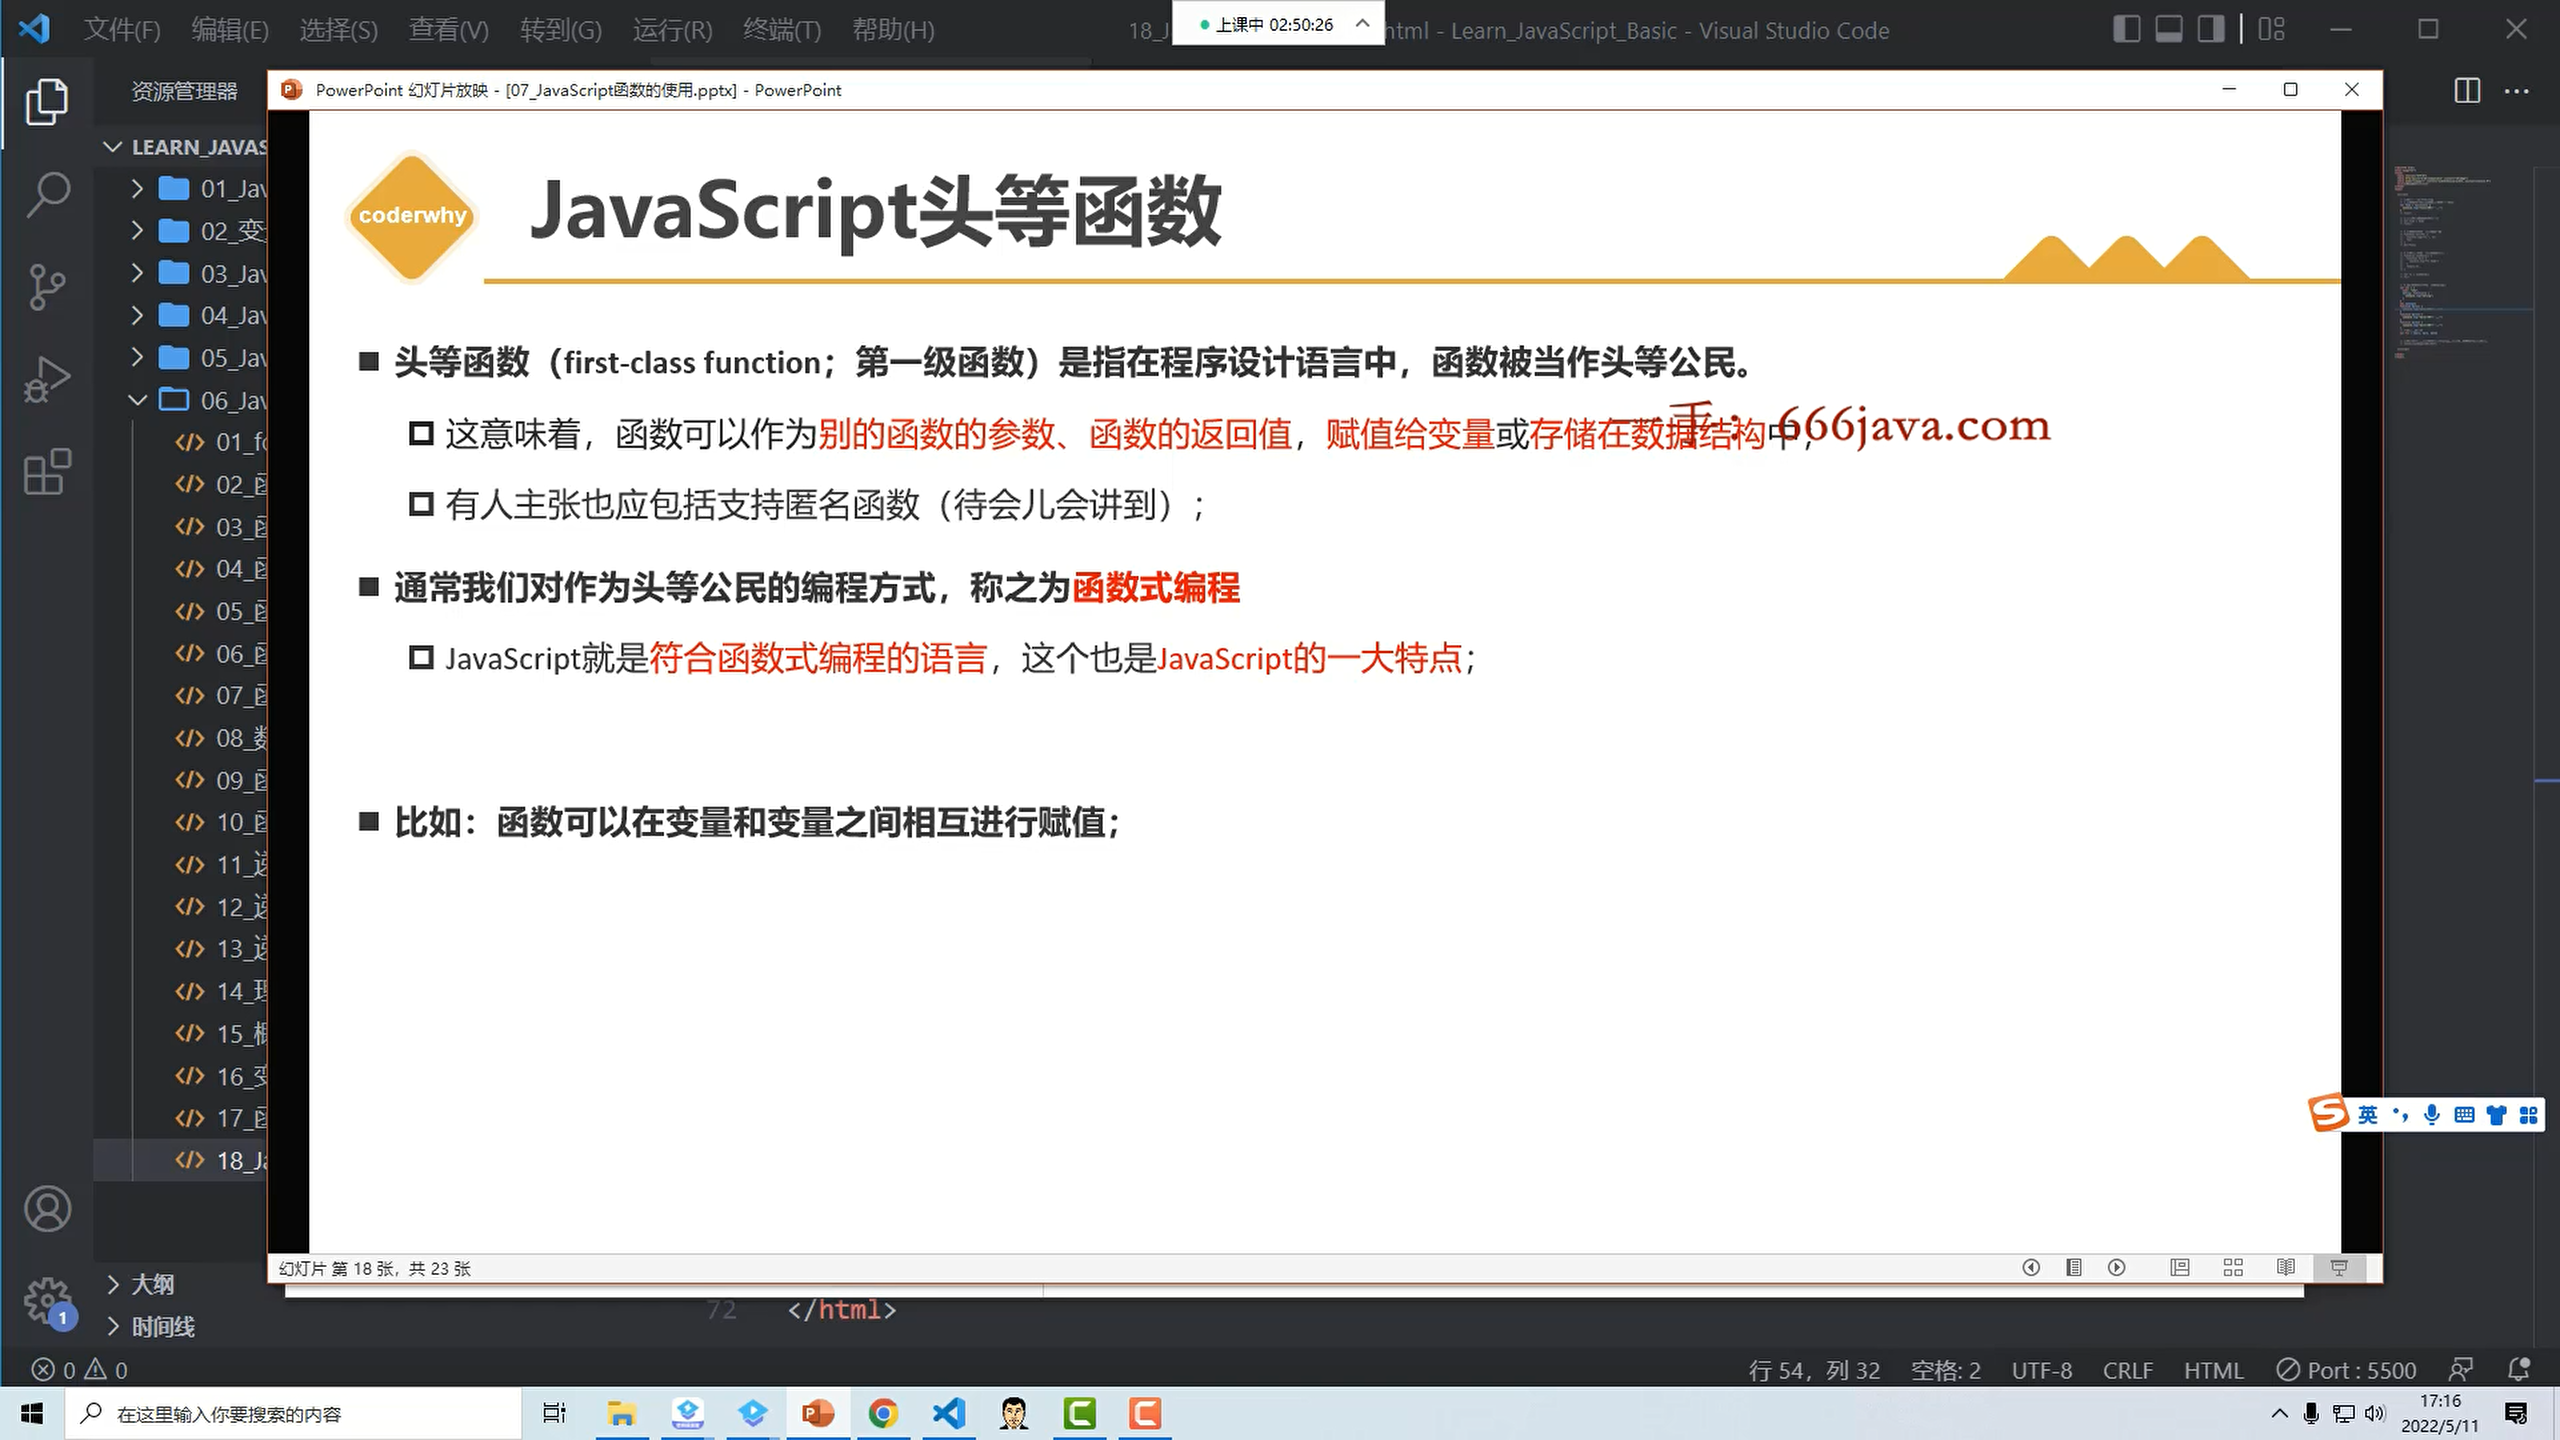 文件(F) 编辑(E) 选择(S) 查看(V) 转到(G) 运行(R) 终端(T) 帮助(H)
上课中 02:50:26
html - Learn_JavaScript_Basic - Visual Studio Code
资源管理器
PowerPoint 幻灯片放映 - [07_JavaScript函数的使用.pptx] - PowerPoint
LEARN_JAVAS
01_Jav
02_变
03_Jav
04_Jav
05_Jav
06_Jav
01_fo
02_函
03_函
04_函
05_函
06_函
07_函
08_数
09_函
10_函
11_递
12_递
13_递
14_理
15_概
16_变
17_函
18_Ja
大纲
时间线
coderwhy
JavaScript头等函数
头等函数（first-class function；第一级函数）是指在程序设计语言中，函数被当作头等公民。
这意味着，函数可以作为别的函数的参数、函数的返回值，赋值给变量或存储在数据结构中；
一手：666java.com
有人主张也应包括支持匿名函数（待会儿会讲到）；
通常我们对作为头等公民的编程方式，称之为函数式编程
JavaScript就是符合函数式编程的语言，这个也是JavaScript的一大特点；
比如：函数可以在变量和变量之间相互进行赋值；
英
幻灯片 第 18 张，共 23 张
72 </html>
1
0 0
行 54，列 32 空格: 2 UTF-8 CRLF HTML Port : 5500
在这里输入你要搜索的内容
17:16
2022/5/11